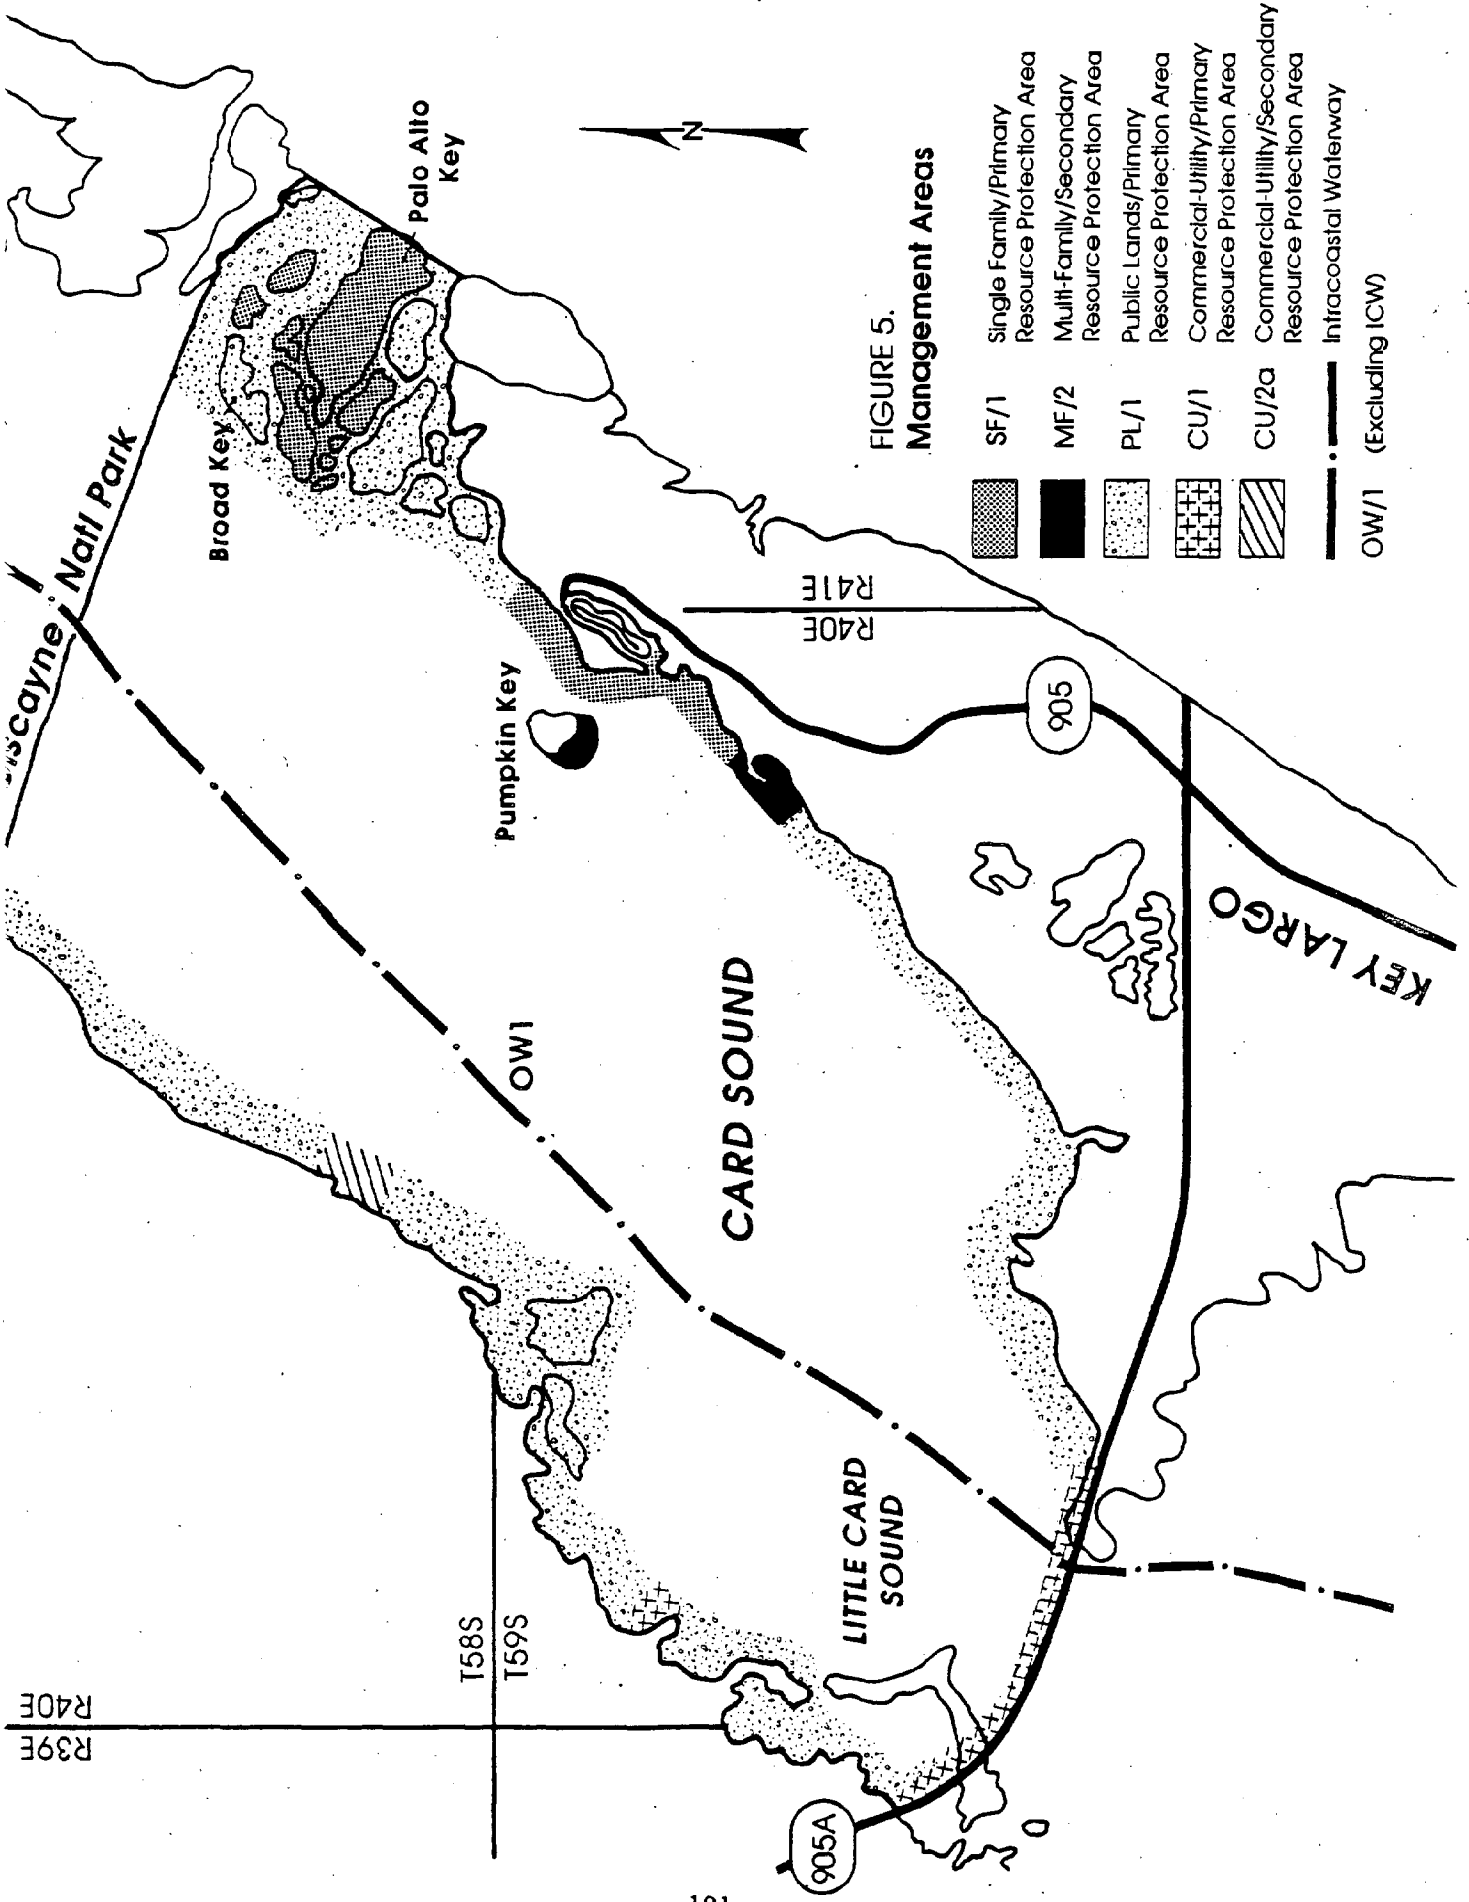 Natl Park
Broad Key
Palo Alto
Key
N
Pumpkin Key
OW1
CARD SOUND
LITTLE CARD
SOUND
T58S
T59S
R40E
R39E
R41E
R40E
905
905A
KEY LARGO
FIGURE 5.
Management Areas
SF/1 Single Family/Primary
Resource Protection Area
MF/2 Multi-Family/Secondary
Resource Protection Area
PL/1 Public Lands/Primary
Resource Protection Area
CU/1 Commercial-Utility/Primary
Resource Protection Area
CU/2a Commercial-Utility/Secondary
Resource Protection Area
Intracoastal Waterway
OW/1 (Excluding ICW)